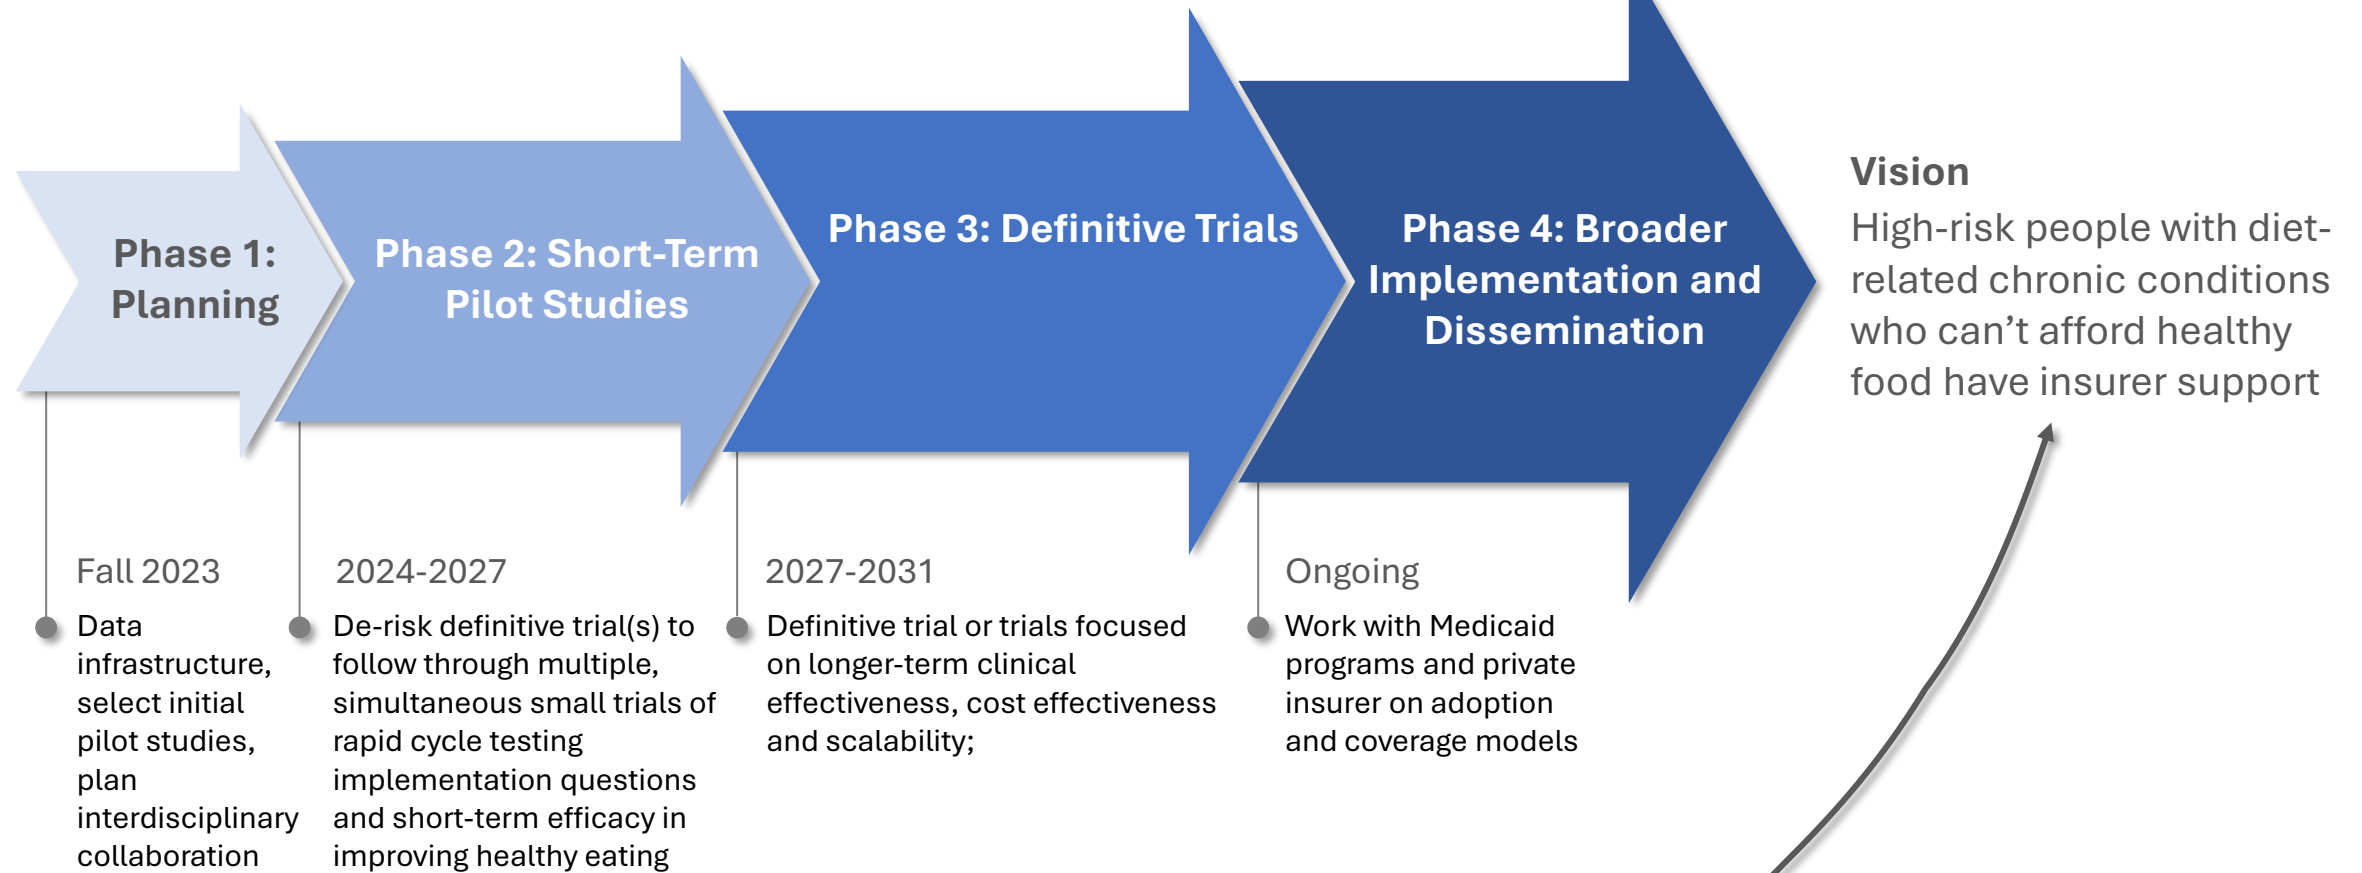 Phase 1:
Planning
Phase 2: Short-Term
Pilot Studies
Phase 3: Definitive Trials
Phase 4: Broader
Implementation and
Dissemination
Vision
High-risk people with diet-
related chronic conditions
who can’t afford healthy
food have insurer support
Fall 2023
Data
infrastructure,
select initial
pilot studies,
plan
interdisciplinary
collaboration
2024-2027
De-risk definitive trial(s) to
follow through multiple,
simultaneous small trials of
rapid cycle testing
implementation questions
and short-term efficacy in
improving healthy eating
2027-2031
Definitive trial or trials focused
on longer-term clinical
effectiveness, cost effectiveness
and scalability;
Ongoing
Work with Medicaid
programs and private
insurer on adoption
and coverage models